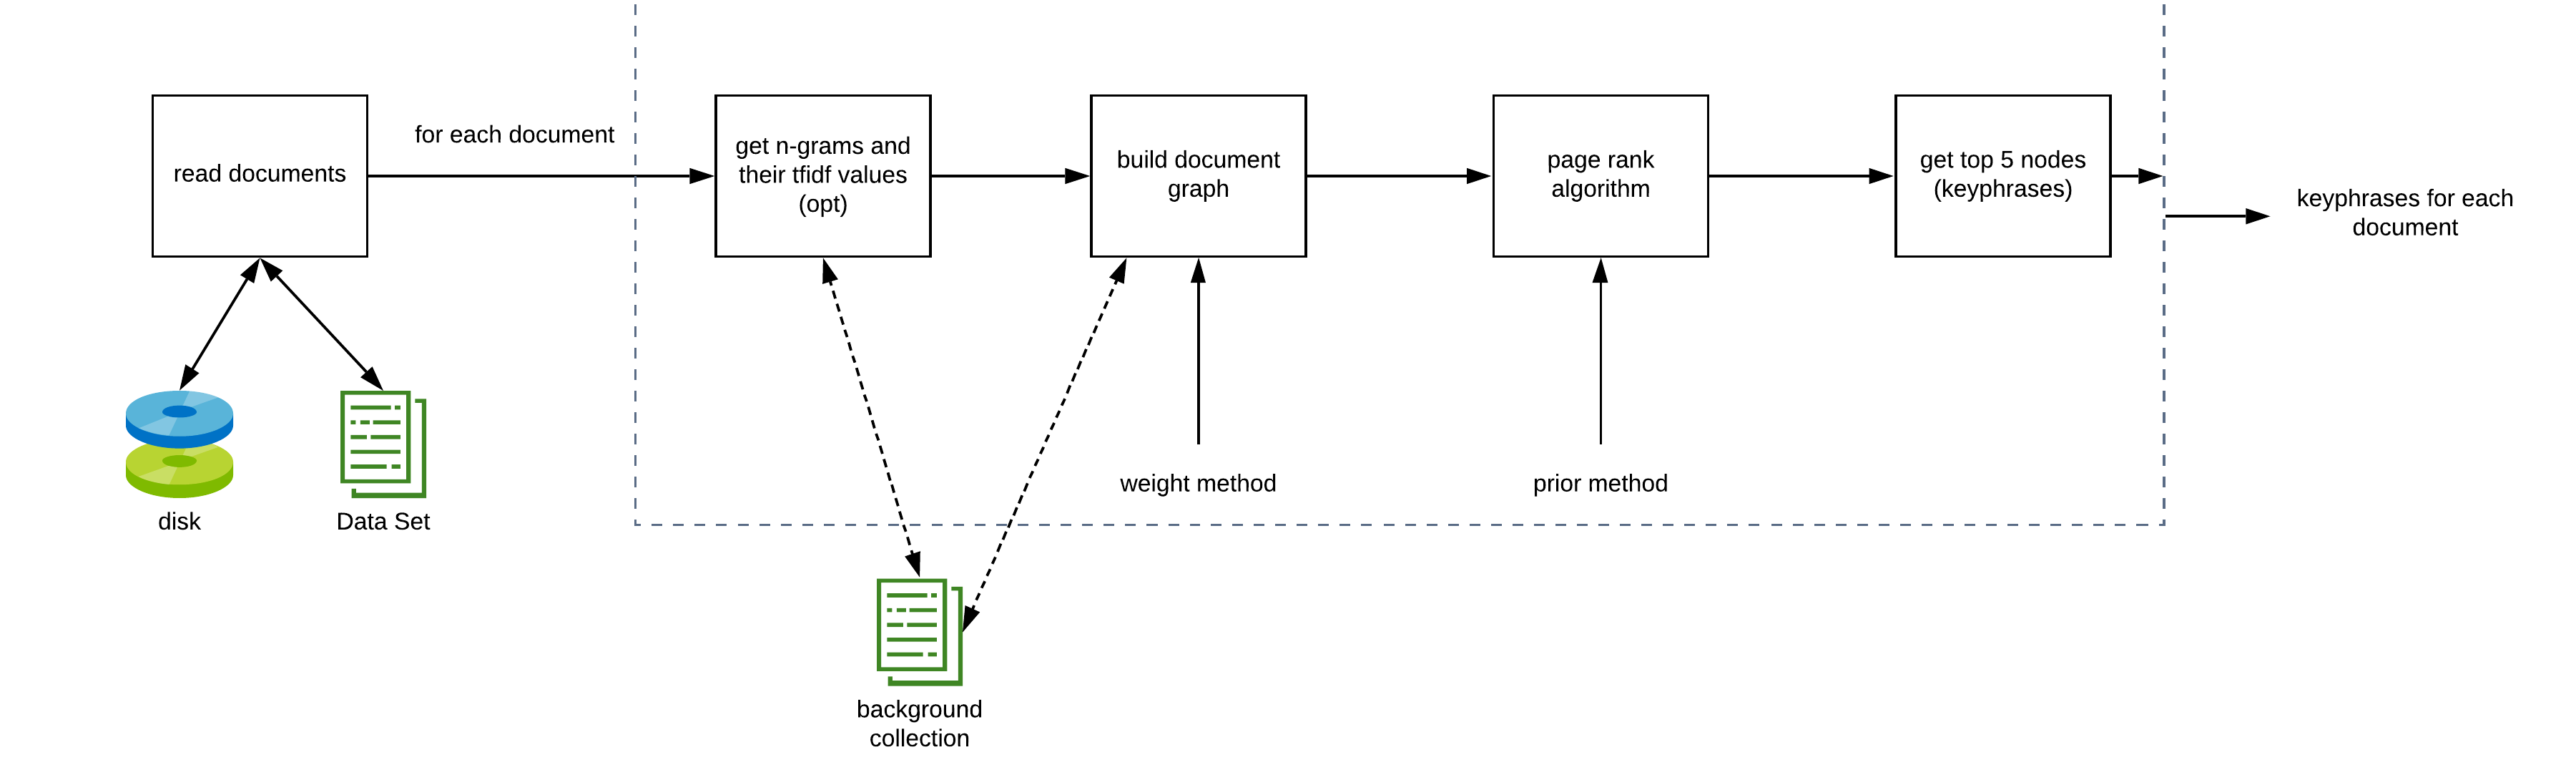 for each document
read documents
get n-grams and
their tfidf values
(opt)
build document
graph
page rank
algorithm
get top 5 nodes
(keyphrases)
keyphrases for each
document
weight method
prior method
disk
Data Set
background
collection